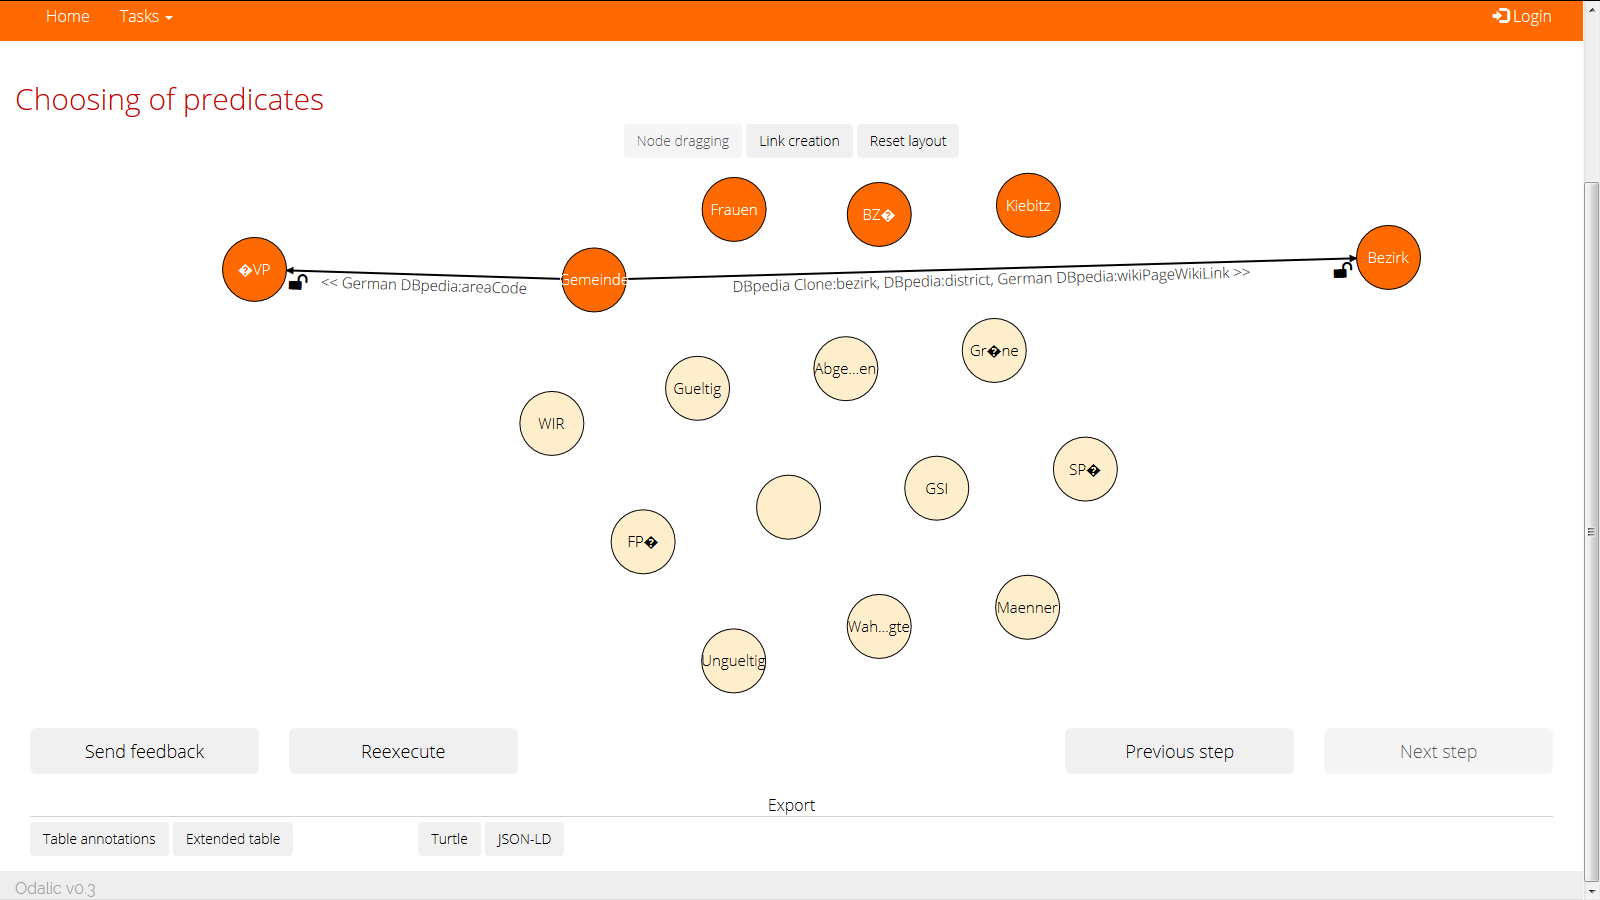 Home Tasks Login
Choosing of predicates
Node dragging Link creation Reset layout
Frauen BZ� Kiebitz
�VP << German DBpedia:areaCode Gemeinde DBpedia Clone:bezirk, DBpedia:district, German DBpedia:wikiPageWikiLink >> Bezirk
Gr�ne
Abge...en
Gueltig
WIR
SP�
GSI
FP�
Maenner
Wah...gte
Ungueltig
Send feedback Reexecute Previous step Next step
Export
Table annotations Extended table Turtle JSON-LD
Odalic v0.3